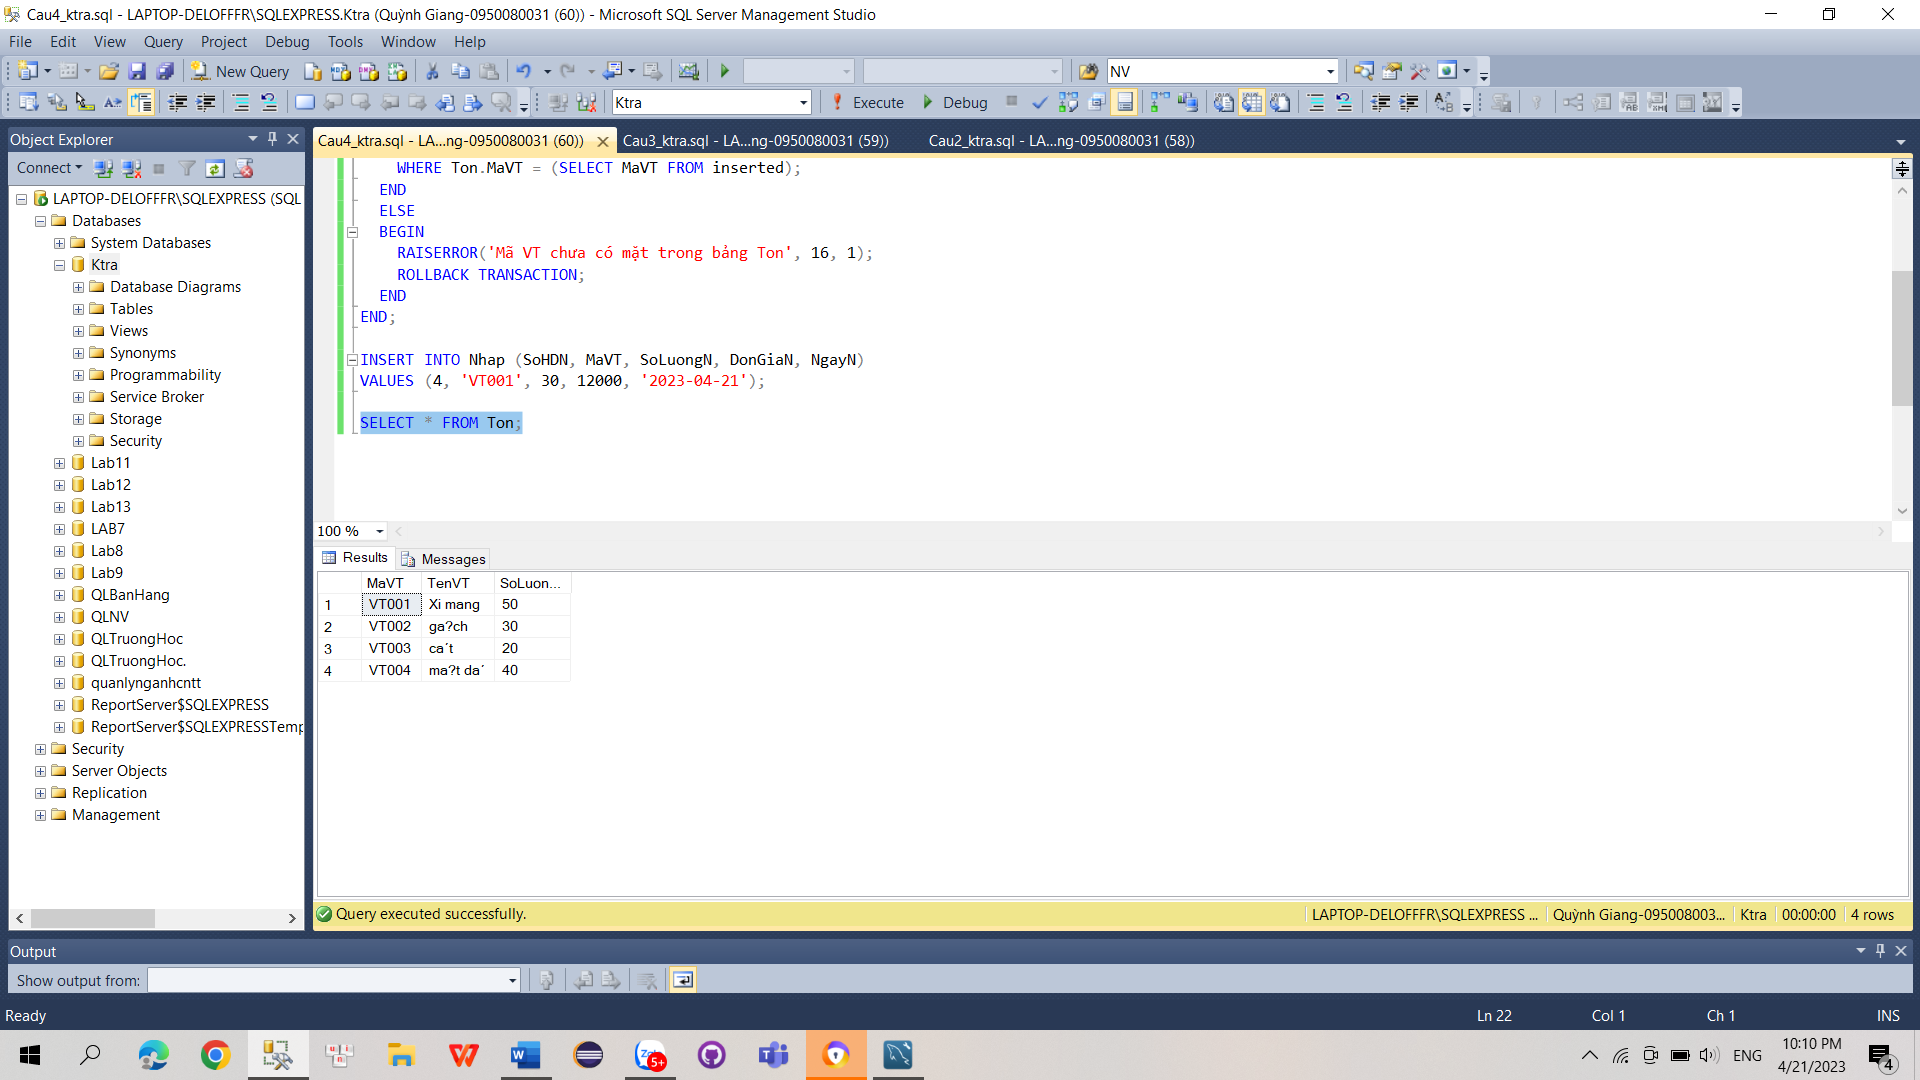 Cau4_ktra.sql - LAPTOP-DELOFFFR\SQLEXPRESS.Ktra (Quỳnh Giang-0950080031 (60)) - Microsoft SQL Server Management Studio
File Edit View Query Project Debug Tools Window Help
New Query NV
Ktra Execute Debug
Object Explorer
Connect
LAPTOP-DELOFFFR\SQLEXPRESS (SQL
Databases
System Databases
Ktra
Database Diagrams
Tables
Views
Synonyms
Programmability
Service Broker
Storage
Security
Lab11
Lab12
Lab13
LAB7
Lab8
Lab9
QLBanHang
QLNV
QLTruongHoc
QLTruongHoc.
quanlynganhcntt
ReportServer$SQLEXPRESS
ReportServer$SQLEXPRESSTemp
Security
Server Objects
Replication
Management
Cau4_ktra.sql - LA...ng-0950080031 (60)) Cau3_ktra.sql - LA...ng-0950080031 (59)) Cau2_ktra.sql - LA...ng-0950080031 (58))
WHERE Ton.MaVT = (SELECT MaVT FROM inserted);
END
ELSE
BEGIN
RAISERROR('Mã VT chưa có mặt trong bảng Ton', 16, 1);
ROLLBACK TRANSACTION;
END
END;
INSERT INTO Nhap (SoHDN, MaVT, SoLuongN, DonGiaN, NgayN)
VALUES (4, 'VT001', 30, 12000, '2023-04-21');
SELECT * FROM Ton;
100 %
Results Messages
MaVT TenVT SoLuon...
1 VT001 Xi mang 50
2 VT002 ga?ch 30
3 VT003 ca´t 20
4 VT004 ma?t da´ 40
Query executed successfully. LAPTOP-DELOFFFR\SQLEXPRESS ... Quỳnh Giang-095008003... Ktra 00:00:00 4 rows
Output
Show output from:
Ready Ln 22 Col 1 Ch 1 INS
5+
ENG
10:10 PM
4/21/2023
4